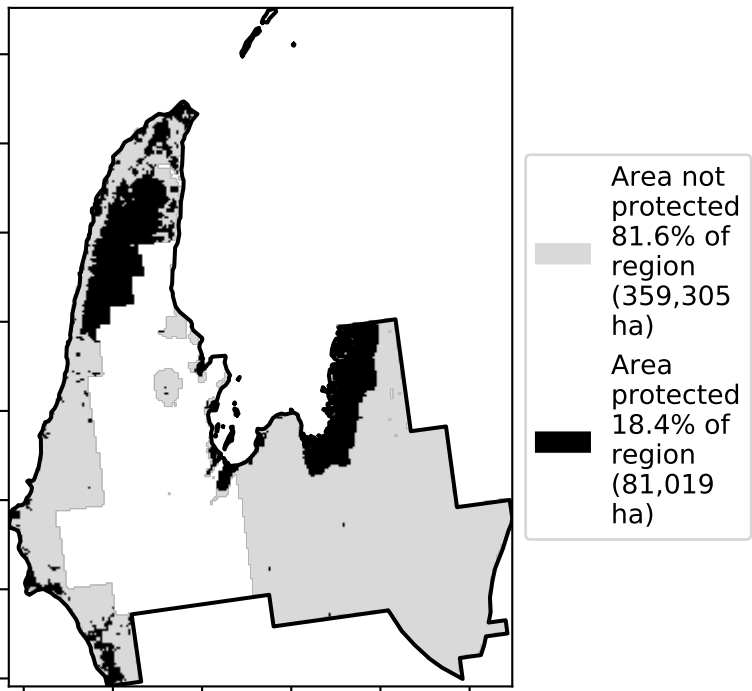 Area not
protected
81.6% of
region
(359,305
ha)
Area
protected
18.4% of
region
(81,019
ha)